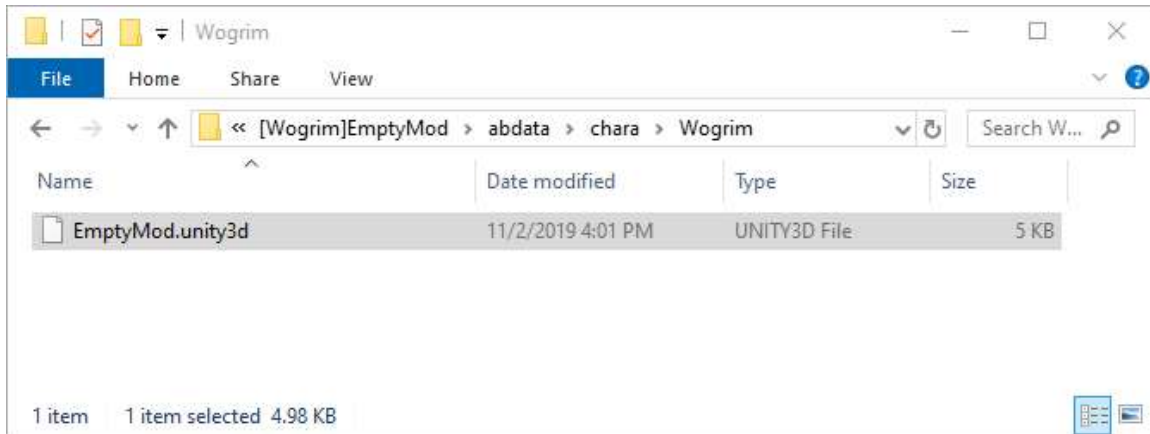 Wogrim
File Home Share View ?
« [Wogrim]EmptyMod > abdata > chara > Wogrim Search W...
Name Date modified Type Size
EmptyMod.unity3d 11/2/2019 4:01 PM UNITY3D File 5 KB
1 item 1 item selected 4.98 KB